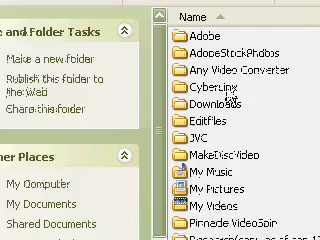 e and Folder Tasks
Make a new folder
Publish this folder to
the Web
Share this folder
her Places
My Computer
My Documents
Shared Documents
Name
Adobe
AdobeStockPhotos
Any Video Converter
CyberLink
Downloads
Editfiles
JVC
MakeDiscVideo
My Music
My Pictures
My Videos
Pinnacle VideoSpin